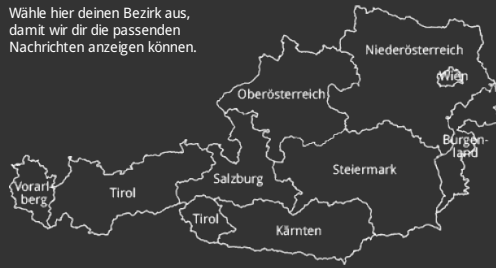 Wähle hier deinen Bezirk aus,
damit wir dir die passenden
Nachrichten anzeigen können.
Niederösterreich
Wien
Oberösterreich
Burgen-
land
Steiermark
Salzburg
Vorarl
berg
Tirol
Tirol
Kärnten